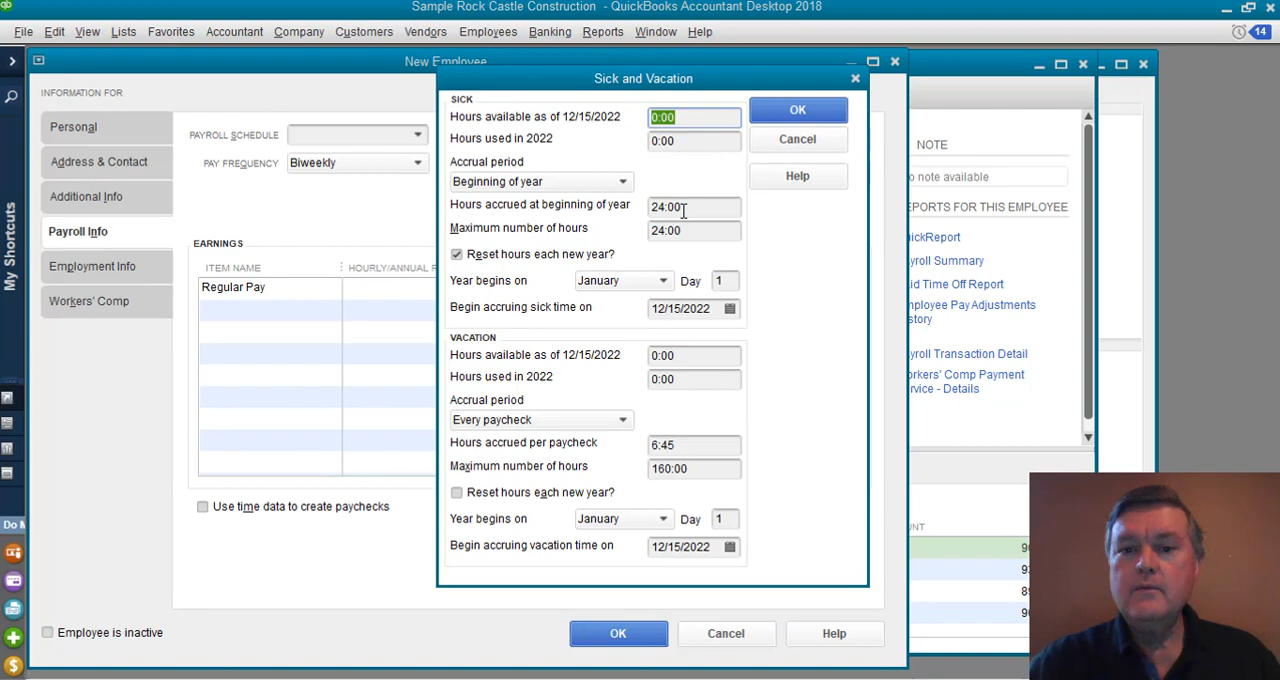 Sample Rock Castle Construction - QuickBooks Accountant Desktop 2018
File Edit View Lists Favorites Accountant Company Customers Vendors Employees Banking Reports Window Help
14
New Employee
Sick and Vacation
INFORMATION FOR
Personal
Address & Contact
Additional Info
Payroll Info
Employment Info
Workers' Comp
My Shortcuts
Do M
PAYROLL SCHEDULE
PAY FREQUENCY Biweekly
EARNINGS
ITEM NAME HOURLY/ANNUAL R
Regular Pay
Use time data to create paychecks
Employee is inactive
OK Cancel Help
SICK
Hours available as of 12/15/2022 0:00
Hours used in 2022 0:00
Accrual period
Beginning of year
Hours accrued at beginning of year 24:00
Maximum number of hours 24:00
Reset hours each new year?
Year begins on January Day 1
Begin accruing sick time on 12/15/2022
VACATION
Hours available as of 12/15/2022 0:00
Hours used in 2022 0:00
Accrual period
Every paycheck
Hours accrued per paycheck 6:45
Maximum number of hours 160:00
Reset hours each new year?
Year begins on January Day 1
Begin accruing vacation time on 12/15/2022
OK
Cancel
Help
NOTE
o note available
EPORTS FOR THIS EMPLOYEE
uickReport
yroll Summary
aid Time Off Report
mployee Pay Adjustments
story
yroll Transaction Detail
orkers' Comp Payment
ervice - Details
UNT